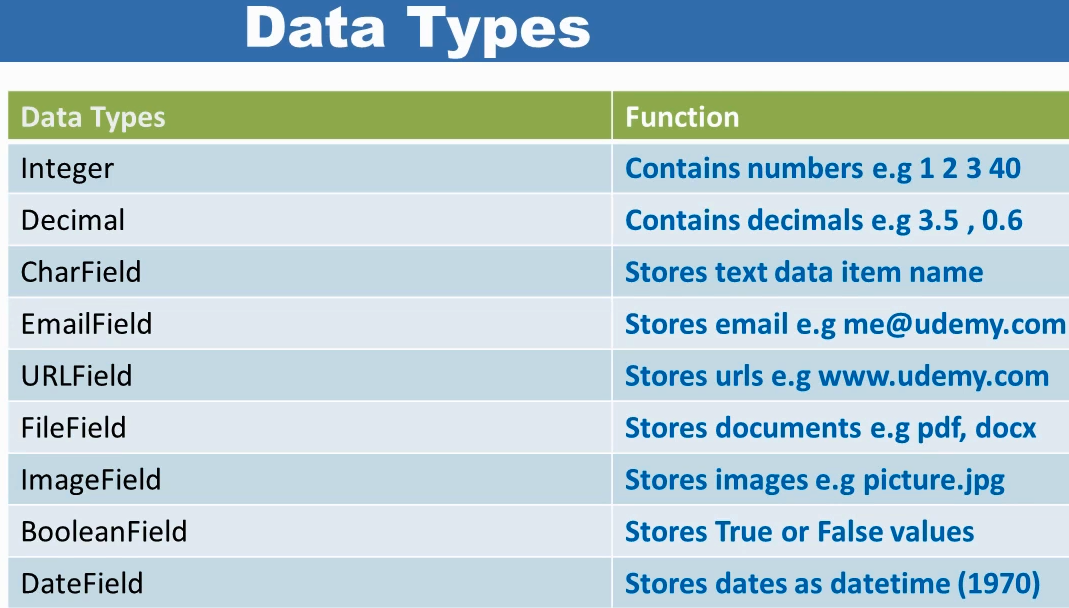 Data Types
Data Types Function
Integer Contains numbers e.g 1 2 3 40
Decimal Contains decimals e.g 3.5 , 0.6
CharField Stores text data item name
EmailField Stores email e.g me@udemy.com
URLField Stores urls e.g www.udemy.com
FileField Stores documents e.g pdf, docx
ImageField Stores images e.g picture.jpg
BooleanField Stores True or False values
DateField Stores dates as datetime (1970)